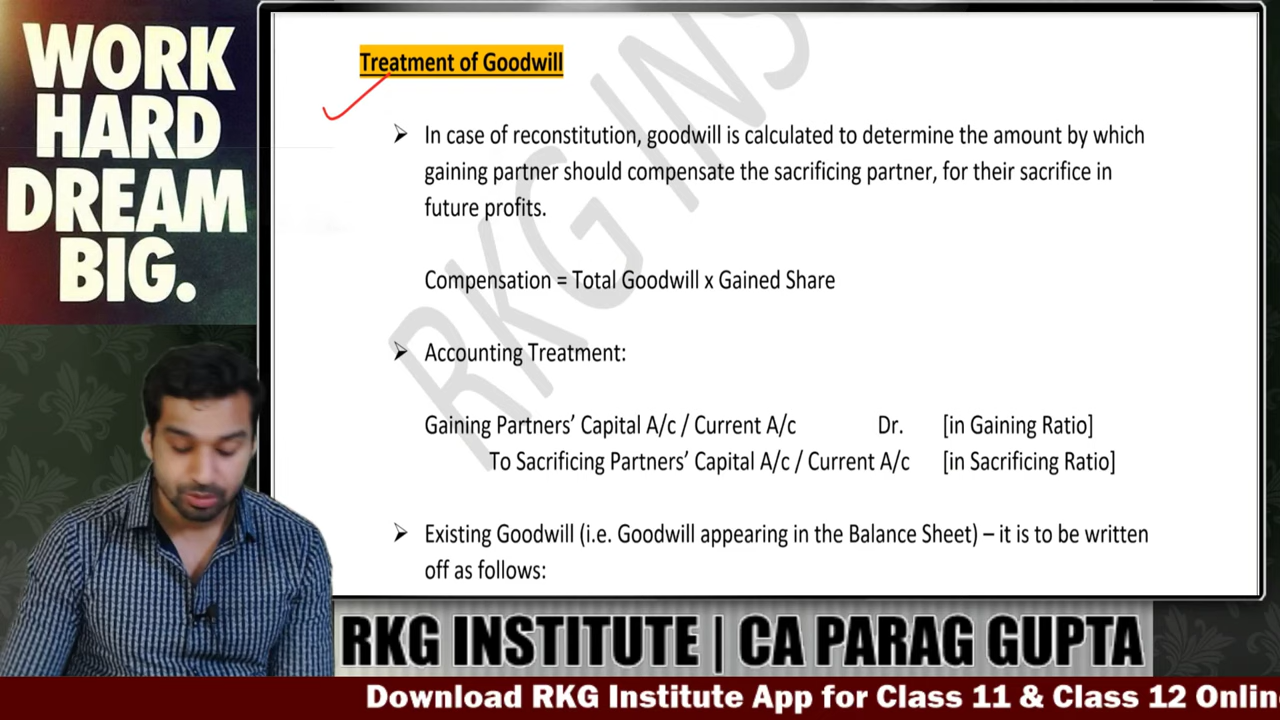 WORK
HARD
DREAM
BIG.
Treatment of Goodwill
RKG INS
➤ In case of reconstitution, goodwill is calculated to determine the amount by which
gaining partner should compensate the sacrificing partner, for their sacrifice in
future profits.
Compensation = Total Goodwill x Gained Share
➤ Accounting Treatment:
Gaining Partners’ Capital A/c / Current A/c Dr. [in Gaining Ratio]
To Sacrificing Partners’ Capital A/c / Current A/c [in Sacrificing Ratio]
➤ Existing Goodwill (i.e. Goodwill appearing in the Balance Sheet) – it is to be written
off as follows:
RKG INSTITUTE | CA PARAG GUPTA
Download RKG Institute App for Class 11 & Class 12 Onlin